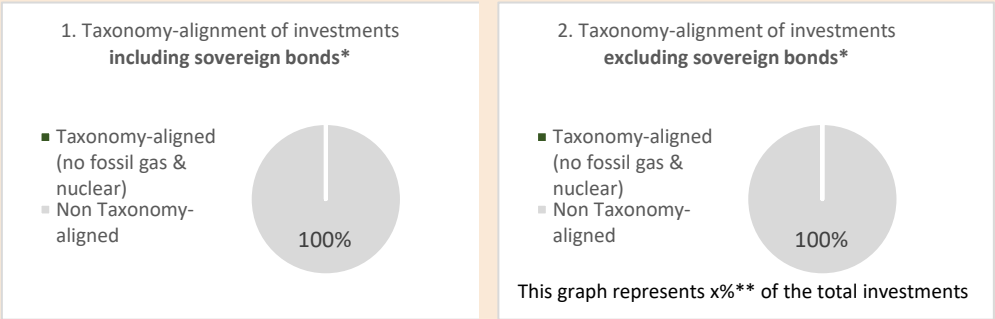 1. Taxonomy-alignment of investments
including sovereign bonds*
Taxonomy-aligned
(no fossil gas &
nuclear)
Non Taxonomy-
aligned
100%
2. Taxonomy-alignment of investments
excluding sovereign bonds*
Taxonomy-aligned
(no fossil gas &
nuclear)
Non Taxonomy-
aligned
100%
This graph represents x%** of the total investments